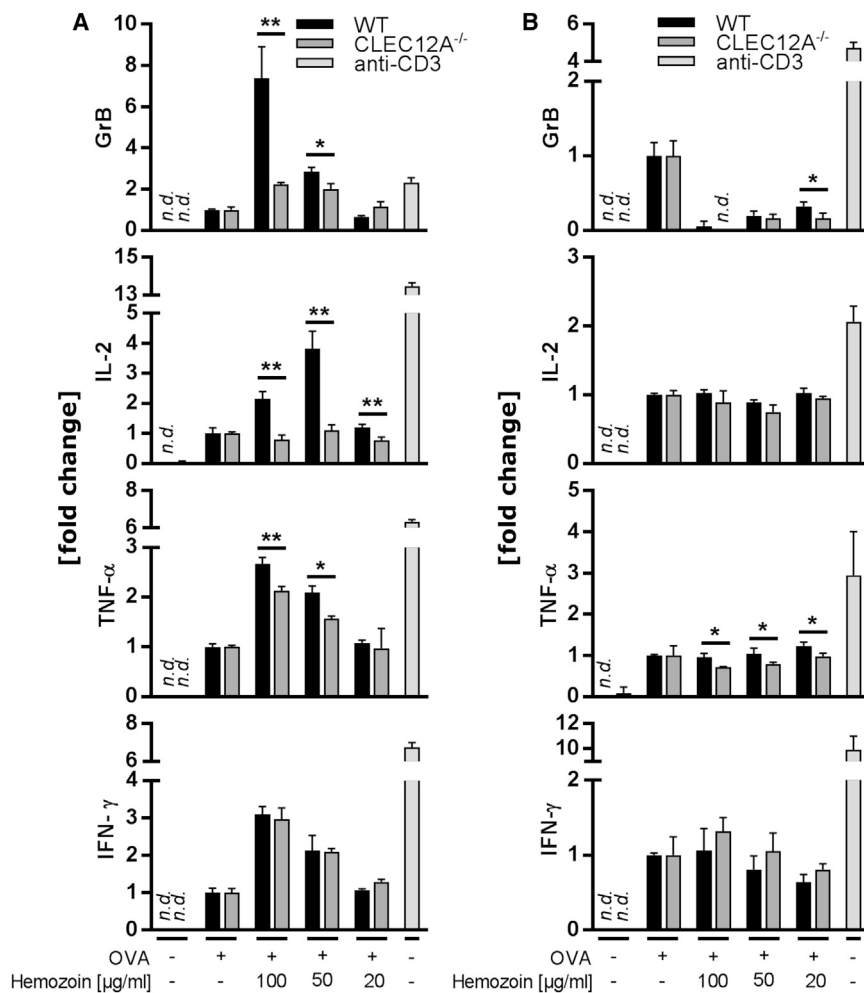 A
WT
CLEC12A-/-
anti-CD3
GrB
10
8
6
4
2
0
n.d.
n.d.
**
*
IL-2
15
13
5
4
3
2
1
0
n.d.
**
**
**
[fold change]
TNF-α
8
6
3
2
1
0
n.d.
n.d.
**
*
IFN- γ
8
6
4
3
2
1
0
n.d.
n.d.
OVA - + + + + -
Hemozoin [µg/ml] - - 100 50 20 -
B
WT
CLEC12A-/-
anti-CD3
GrB
6
4
2
1
0
n.d.
n.d.
n.d.
*
IL-2
3
2
1
0
n.d.
n.d.
[fold change]
TNF-α
5
4
3
2
1
0
n.d.
*
*
*
IFN-γ
12
10
8
2
1
0
n.d.
n.d.
OVA - + + + + -
Hemozoin [µg/ml] - - 100 50 20 -